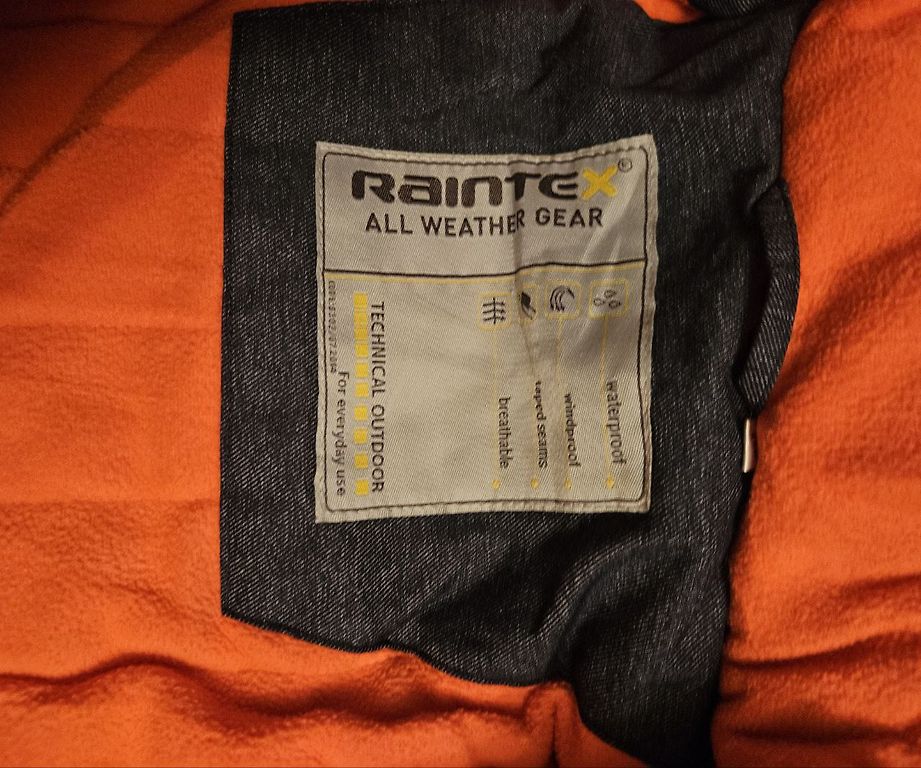 RAINTEX®
ALL WEATHER GEAR
waterproof
windproof
taped seams
breathable
TECHNICAL OUTDOOR
For everyday use